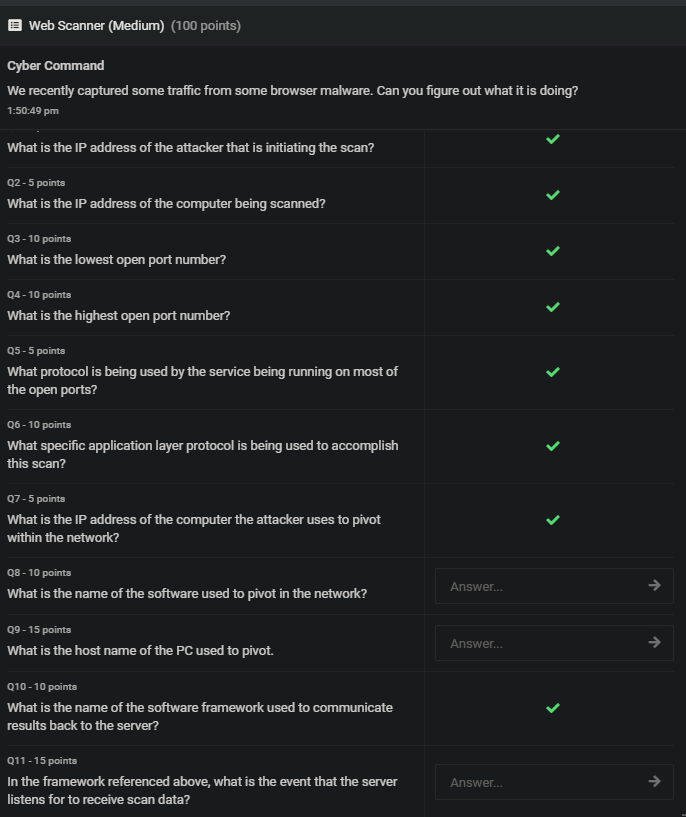 Web Scanner (Medium) (100 points)
Cyber Command
We recently captured some traffic from some browser malware. Can you figure out what it is doing?
1:50:49 pm
What is the IP address of the attacker that is initiating the scan?
Q2 - 5 points
What is the IP address of the computer being scanned?
Q3 - 10 points
What is the lowest open port number?
Q4 - 10 points
What is the highest open port number?
Q5 - 5 points
What protocol is being used by the service being running on most of
the open ports?
Q6 - 10 points
What specific application layer protocol is being used to accomplish
this scan?
Q7 - 5 points
What is the IP address of the computer the attacker uses to pivot
within the network?
Q8 - 10 points
What is the name of the software used to pivot in the network?
Answer...
Q9 - 15 points
What is the host name of the PC used to pivot.
Answer...
Q10 - 10 points
What is the name of the software framework used to communicate
results back to the server?
Q11 - 15 points
In the framework referenced above, what is the event that the server
listens for to receive scan data?
Answer...